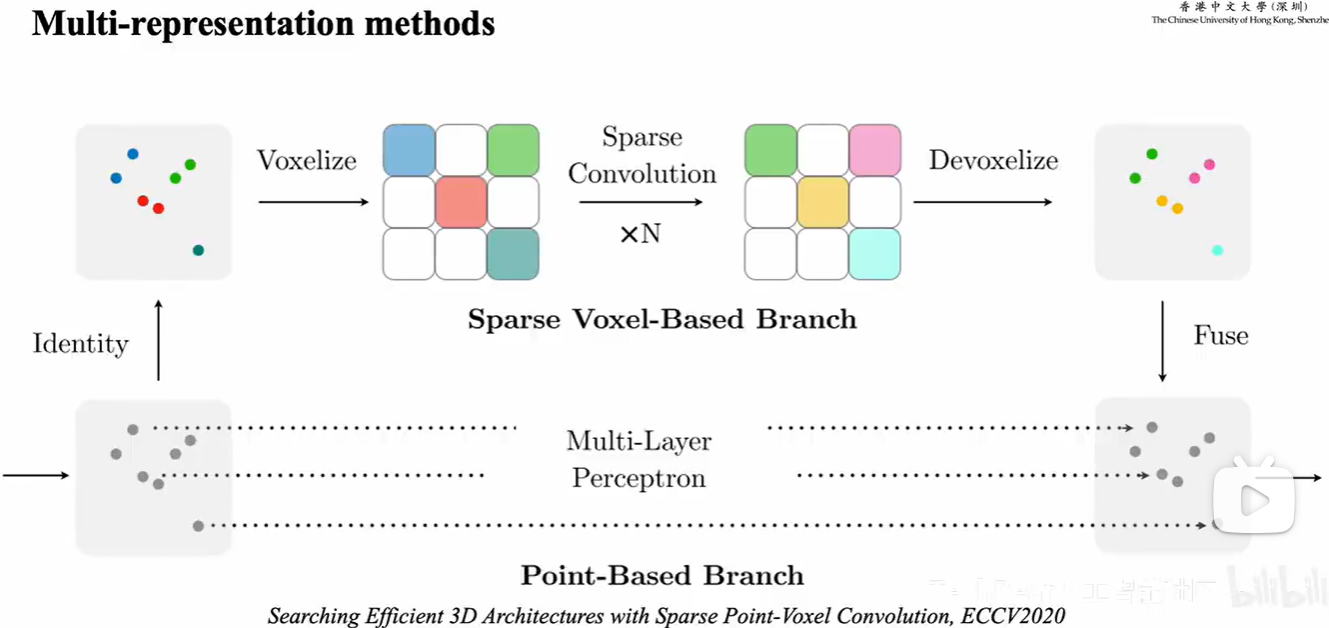 Multi-representation methods
香港中文大學(深圳)
The Chinese University of Hong Kong, Shenzhe
Voxelize
Sparse
Convolution
×N
Devoxelize
Sparse Voxel-Based Branch
Identity
Fuse
Multi-Layer
Perceptron
Point-Based Branch
bilibili
Searching Efficient 3D Architectures with Sparse Point-Voxel Convolution, ECCV2020